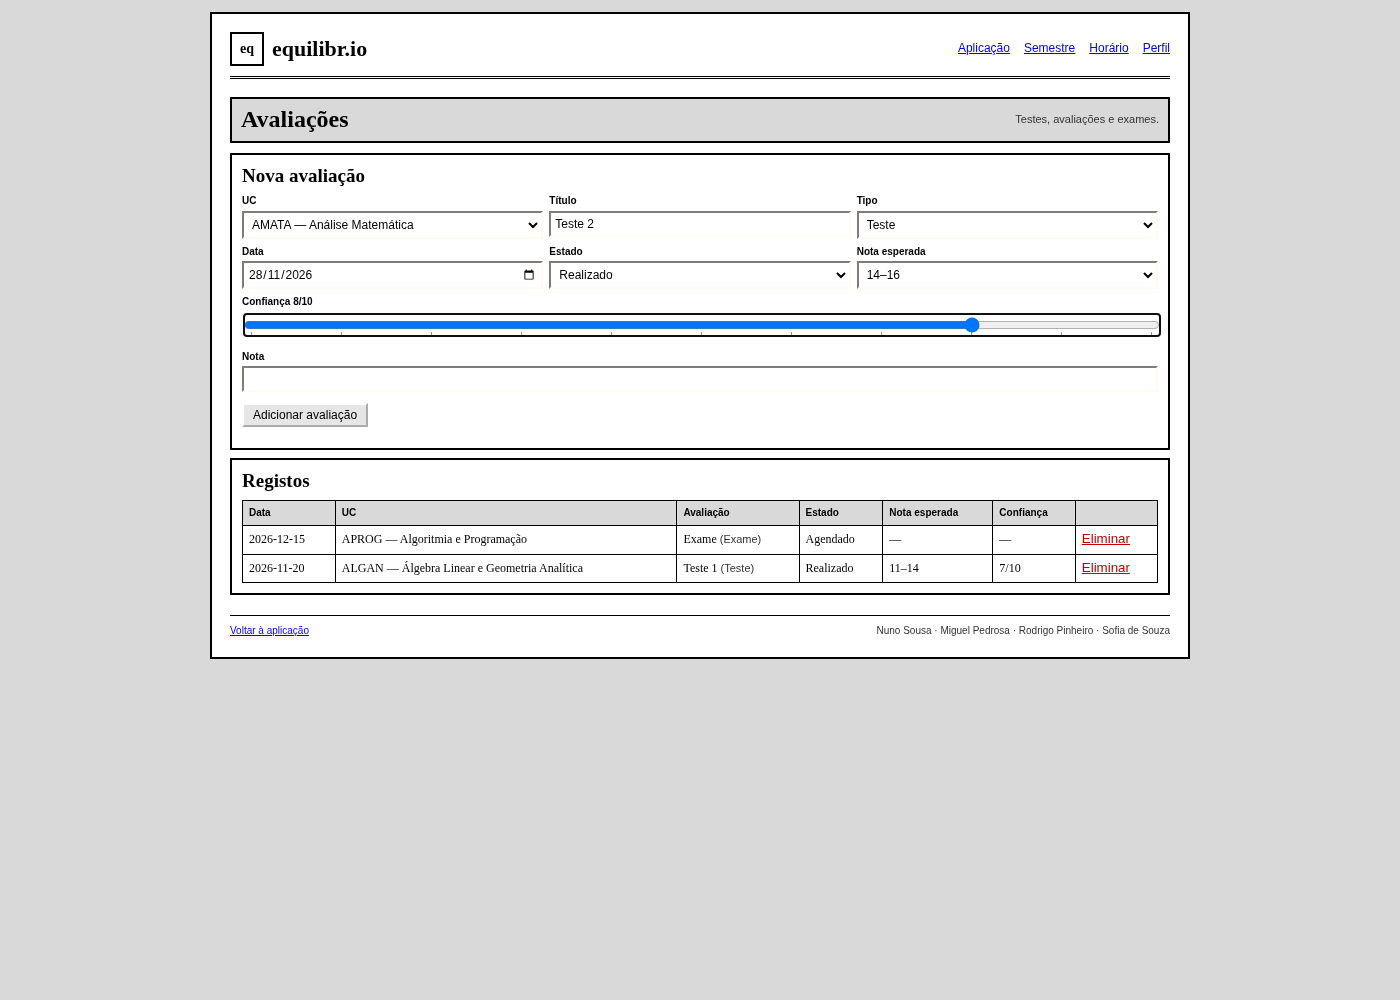 eq equilibr.io Aplicação Semestre Horário Perfil
Avaliações Testes, avaliações e exames.
Nova avaliação
UC Título Tipo
AMATA — Análise Matemática Teste 2 Teste
Data Estado Nota esperada
28/11/2026 Realizado 14–16
Confiança 8/10
Nota
Adicionar avaliação
Registos
Data UC Avaliação Estado Nota esperada Confiança
2026-12-15 APROG — Algoritmia e Programação Exame (Exame) Agendado — — Eliminar
2026-11-20 ALGAN — Álgebra Linear e Geometria Analítica Teste 1 (Teste) Realizado 11–14 7/10 Eliminar
Voltar à aplicação Nuno Sousa · Miguel Pedrosa · Rodrigo Pinheiro · Sofia de Souza